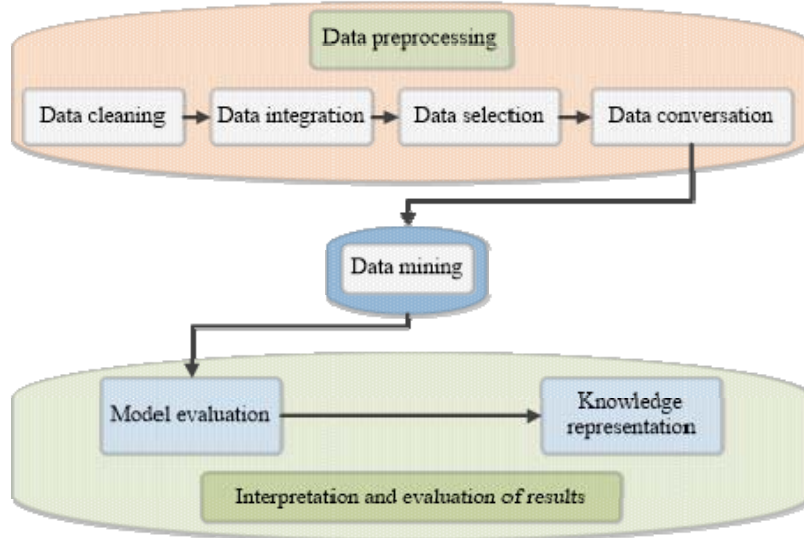 Data preprocessing
Data cleaning
Data integration
Data selection
Data conversation
Data mining
Model evaluation
Knowledge
representation
Interpretation and evaluation of results